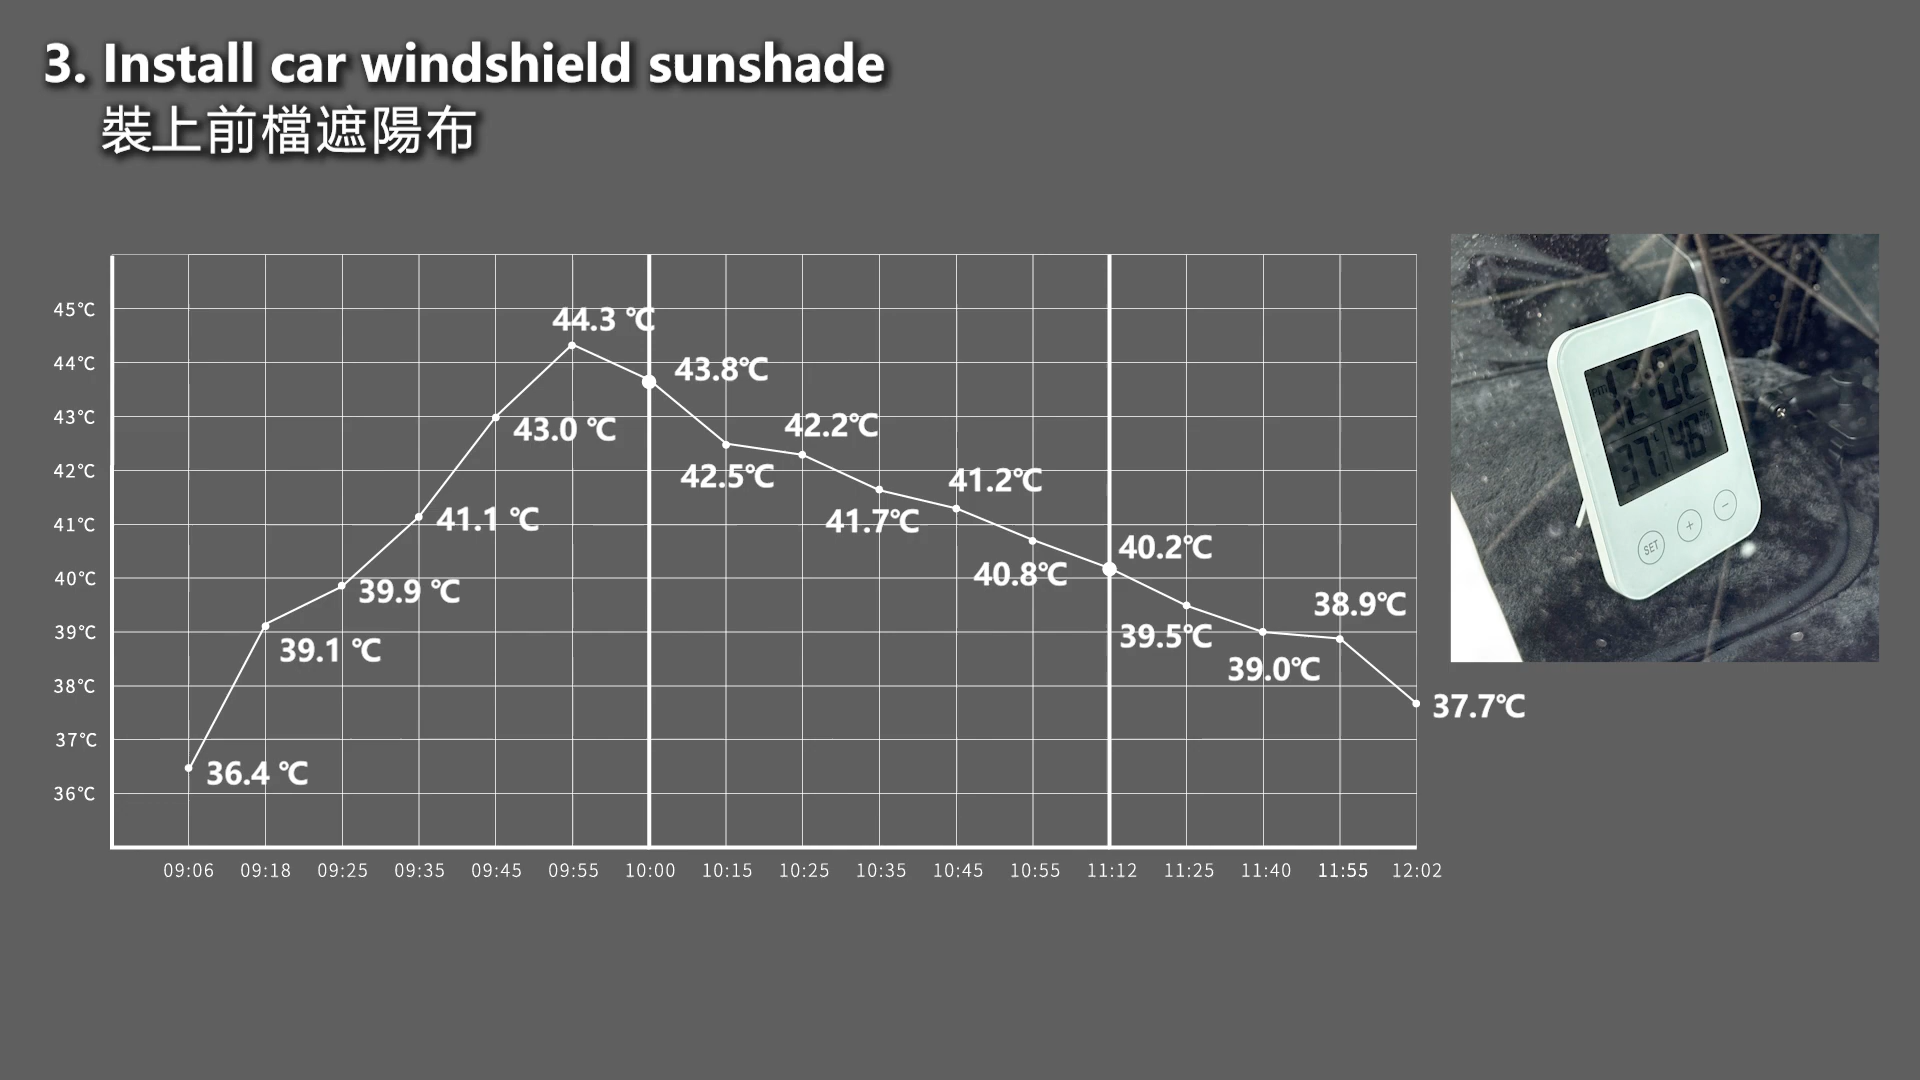 3. Install car windshield sunshade
裝上前檔遮陽布
45°C
44°C
43°C
42°C
41°C
40°C
39°C
38°C
37°C
36°C
36.4 ℃
39.1 ℃
39.9 ℃
41.1 ℃
43.0 ℃
44.3 ℃
43.8℃
42.5℃
42.2℃
41.7℃
41.2℃
40.8℃
40.2℃
39.5℃
39.0℃
38.9℃
37.7℃
09:06 09:18 09:25 09:35 09:45 09:55 10:00 10:15 10:25 10:35 10:45 10:55 11:12 11:25 11:40 11:55 12:02
PM 12:02
SET + −